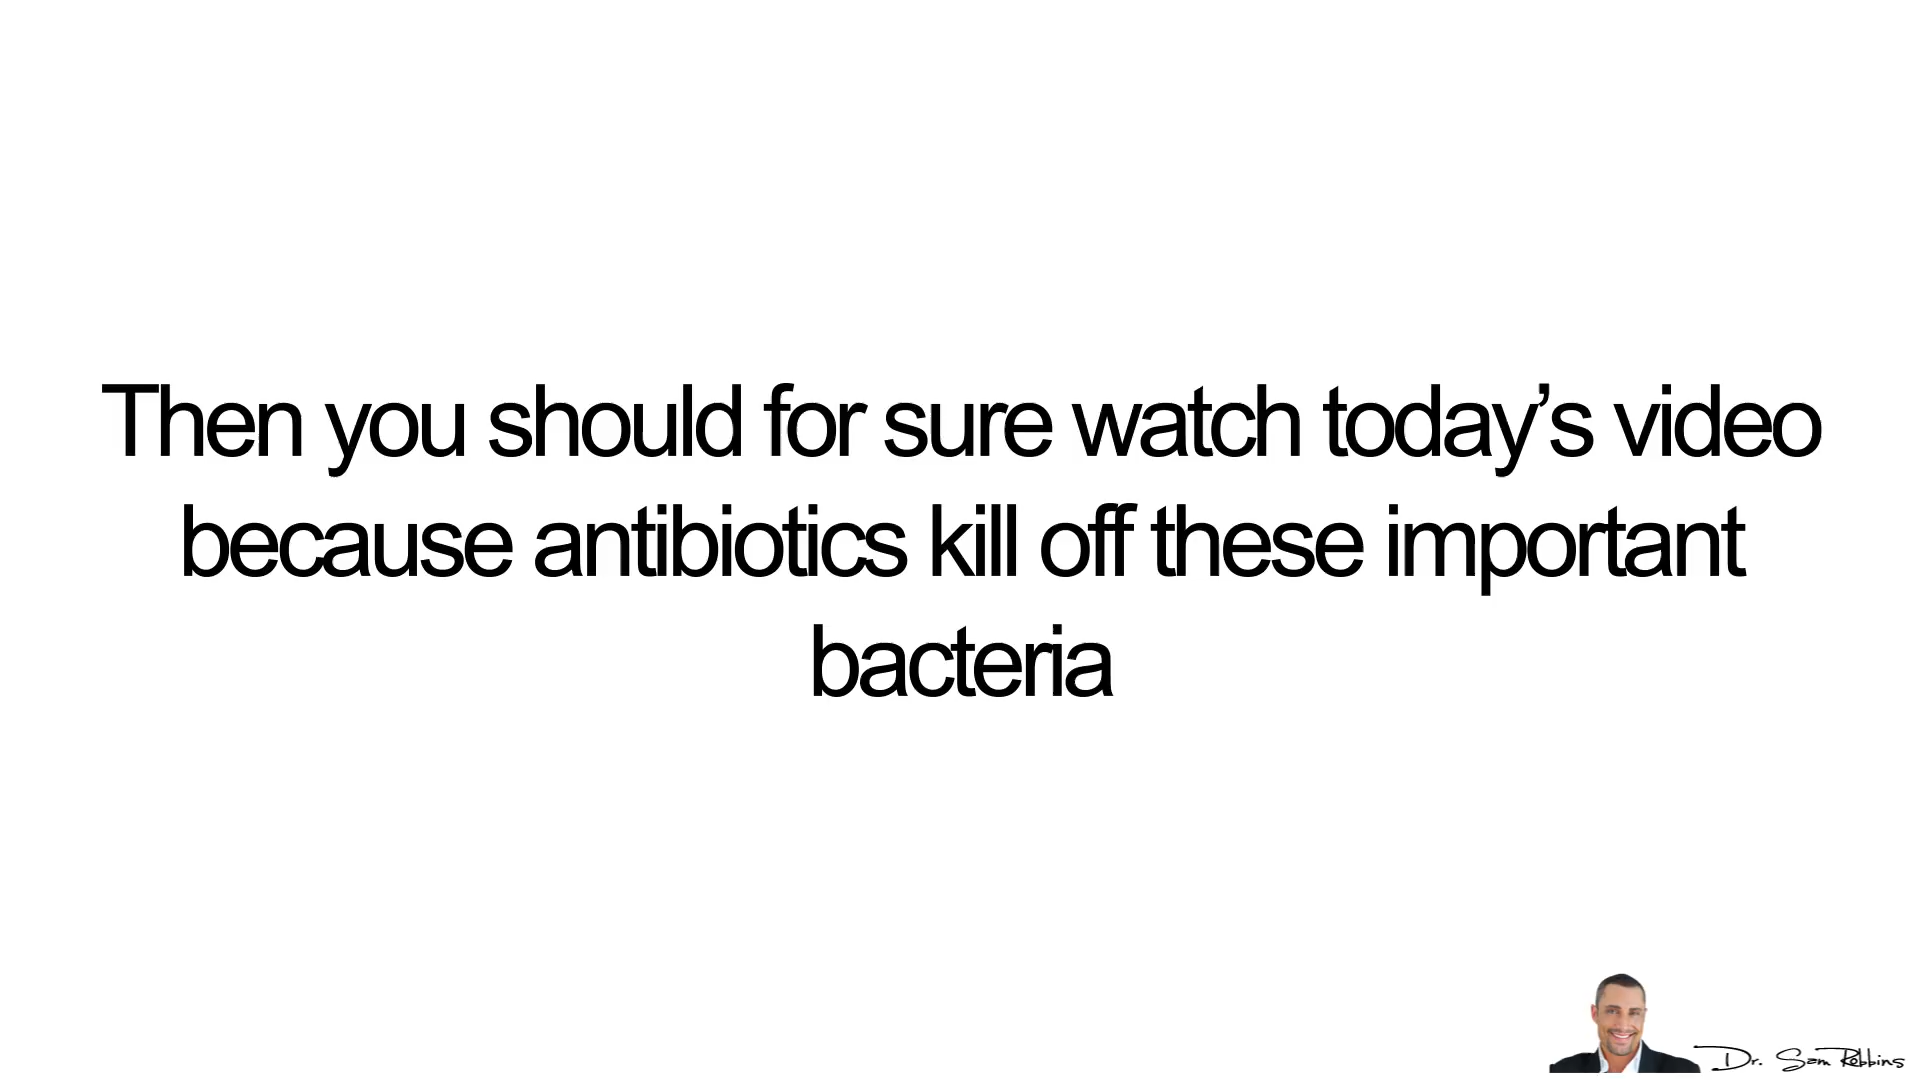 Then you should for sure watch today’s video
because antibiotics kill off these important
bacteria
Dr. Sam Robbins